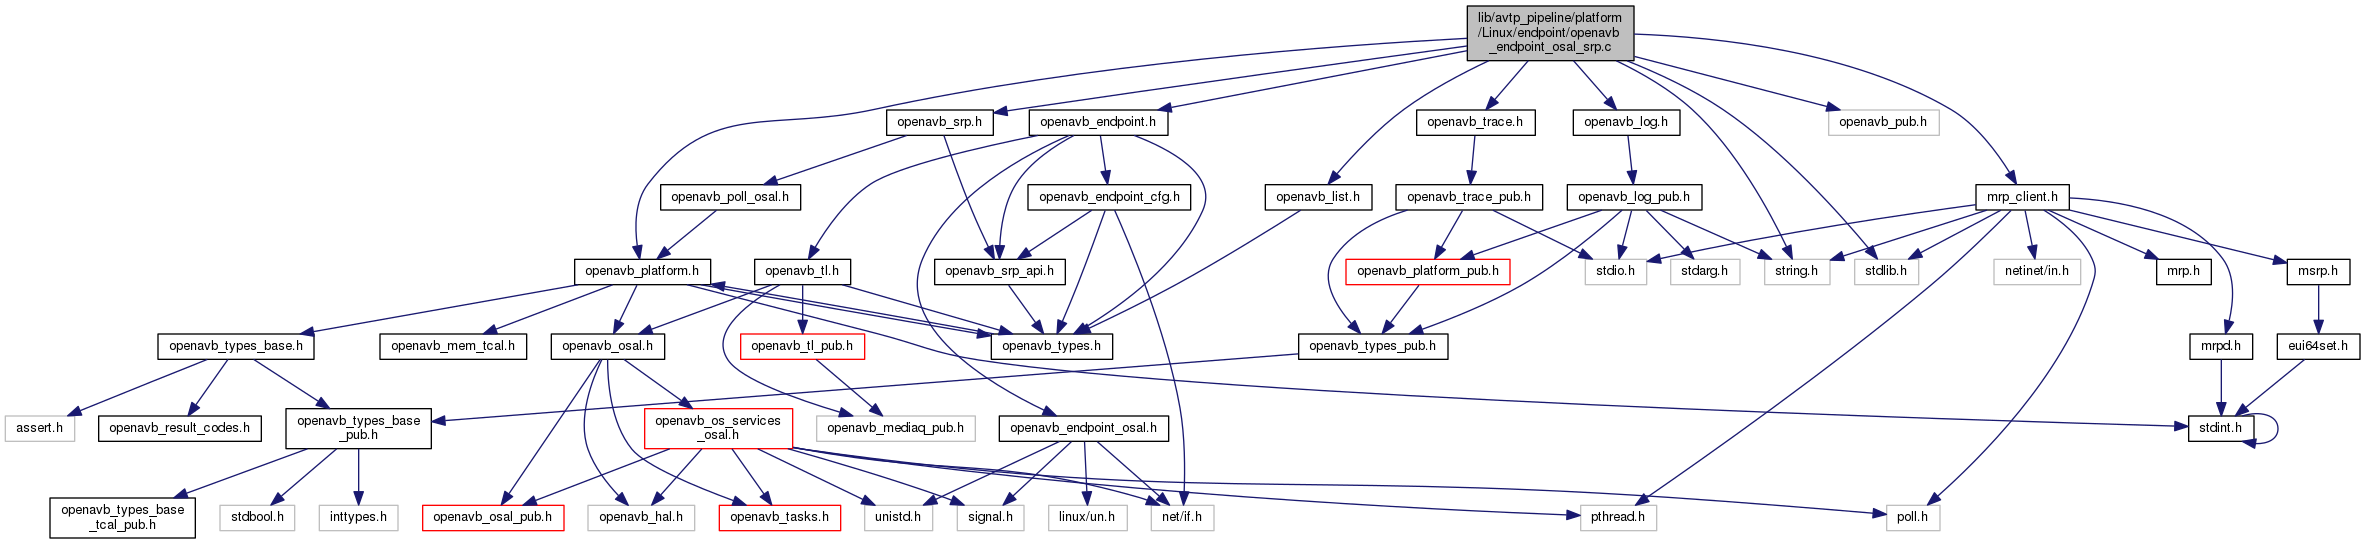 lib/avtp_pipeline/platform
/Linux/endpoint/openavb
_endpoint_osal_srp.c
openavb_srp.h
openavb_endpoint.h
openavb_trace.h
openavb_log.h
openavb_pub.h
openavb_poll_osal.h
openavb_endpoint_cfg.h
openavb_list.h
openavb_trace_pub.h
openavb_log_pub.h
mrp_client.h
openavb_platform.h
openavb_tl.h
openavb_srp_api.h
openavb_platform_pub.h
stdio.h
stdarg.h
string.h
stdlib.h
netinet/in.h
mrp.h
msrp.h
openavb_types_base.h
openavb_mem_tcal.h
openavb_osal.h
openavb_tl_pub.h
openavb_types.h
openavb_types_pub.h
mrpd.h
eui64set.h
assert.h
openavb_result_codes.h
openavb_types_base
_pub.h
openavb_os_services
_osal.h
openavb_mediaq_pub.h
openavb_endpoint_osal.h
stdint.h
openavb_types_base
_tcal_pub.h
stdbool.h
inttypes.h
openavb_osal_pub.h
openavb_hal.h
openavb_tasks.h
unistd.h
signal.h
linux/un.h
net/if.h
pthread.h
poll.h